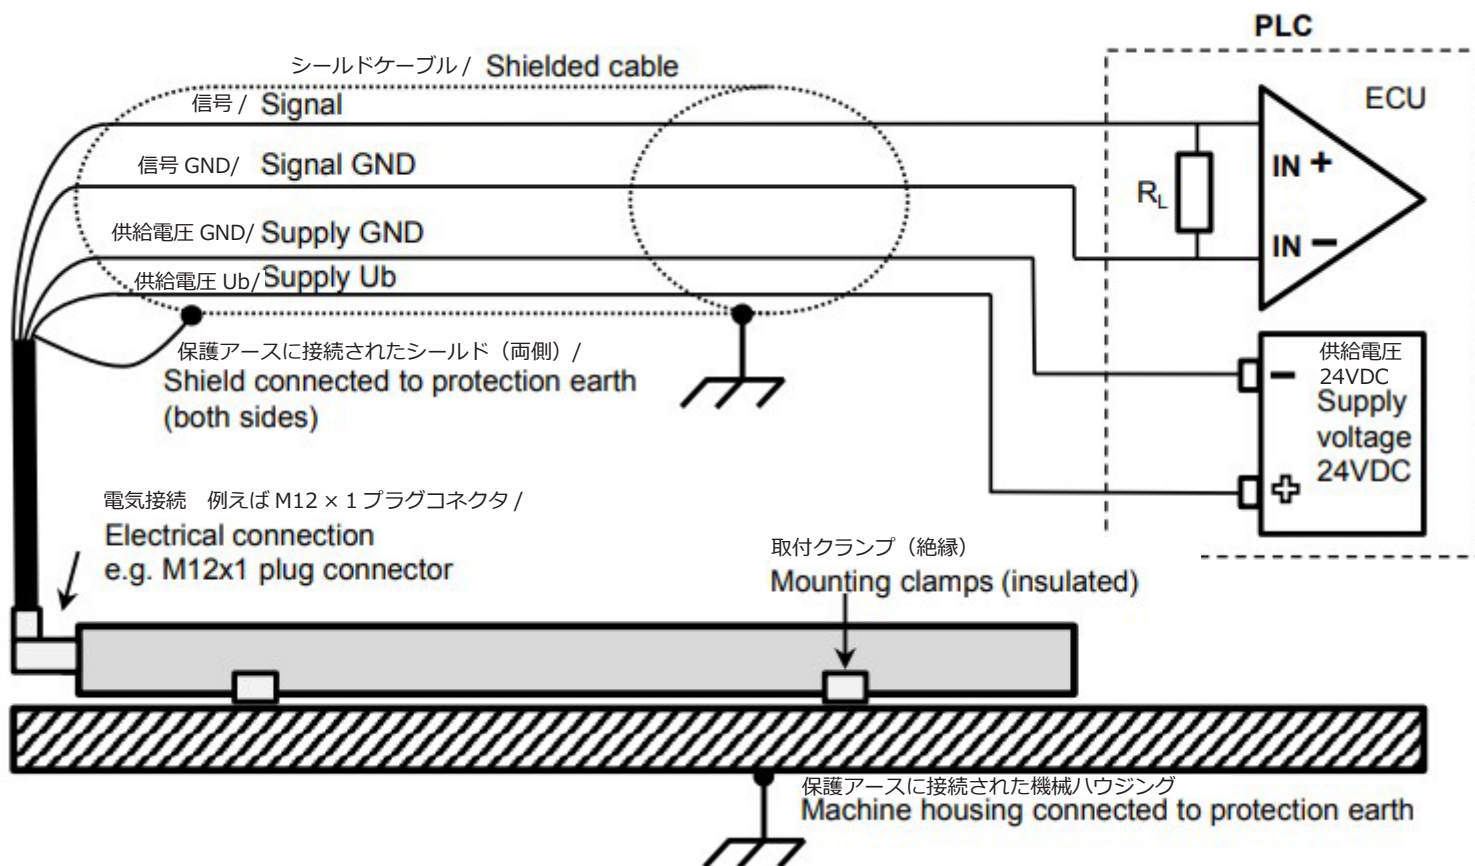 PLC
シールドケーブル / Shielded cable
ECU
信号 / Signal
信号 GND/ Signal GND
IN +
RL
供給電圧 GND/ Supply GND
IN −
供給電圧 Ub/ Supply Ub
保護アースに接続されたシールド（両側）/
Shield connected to protection earth
(both sides)
− 供給電圧
24VDC
Supply
voltage
+ 24VDC
電気接続　例えば M12 × 1 プラグコネクタ /
Electrical connection
e.g. M12x1 plug connector
取付クランプ（絶縁）
Mounting clamps (insulated)
保護アースに接続された機械ハウジング
Machine housing connected to protection earth